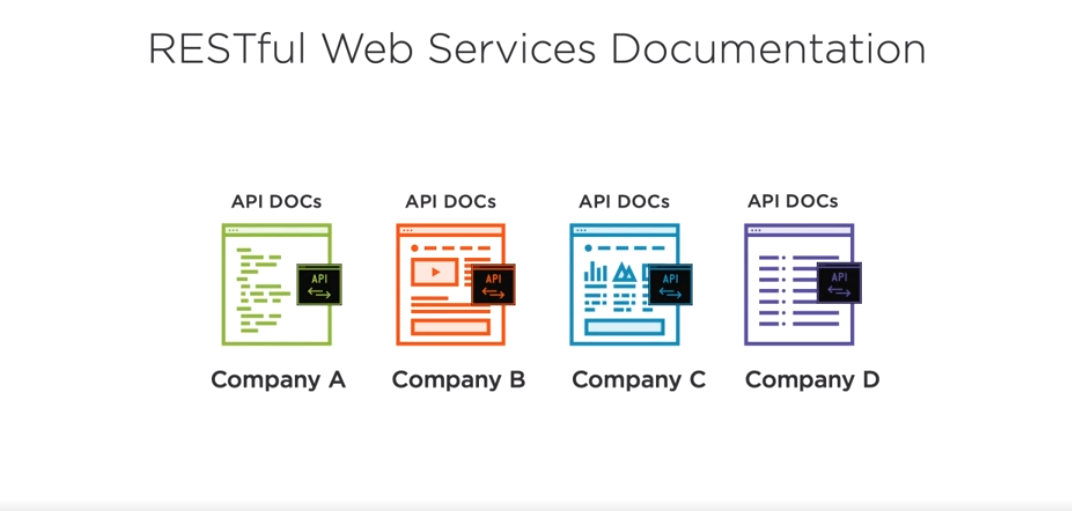 RESTful Web Services Documentation
API DOCs API DOCs API DOCs API DOCs
API API API API
Company A Company B Company C Company D